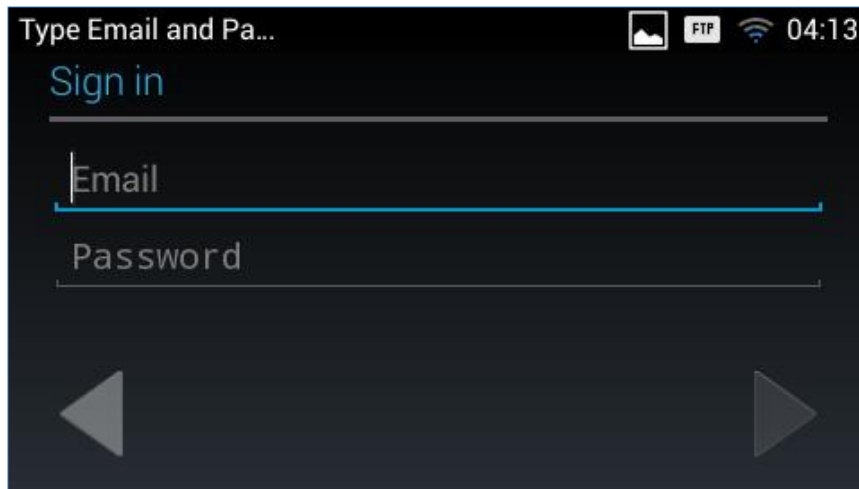 Type Email and Pa...
FTP
04:13
Sign in
Email
Password